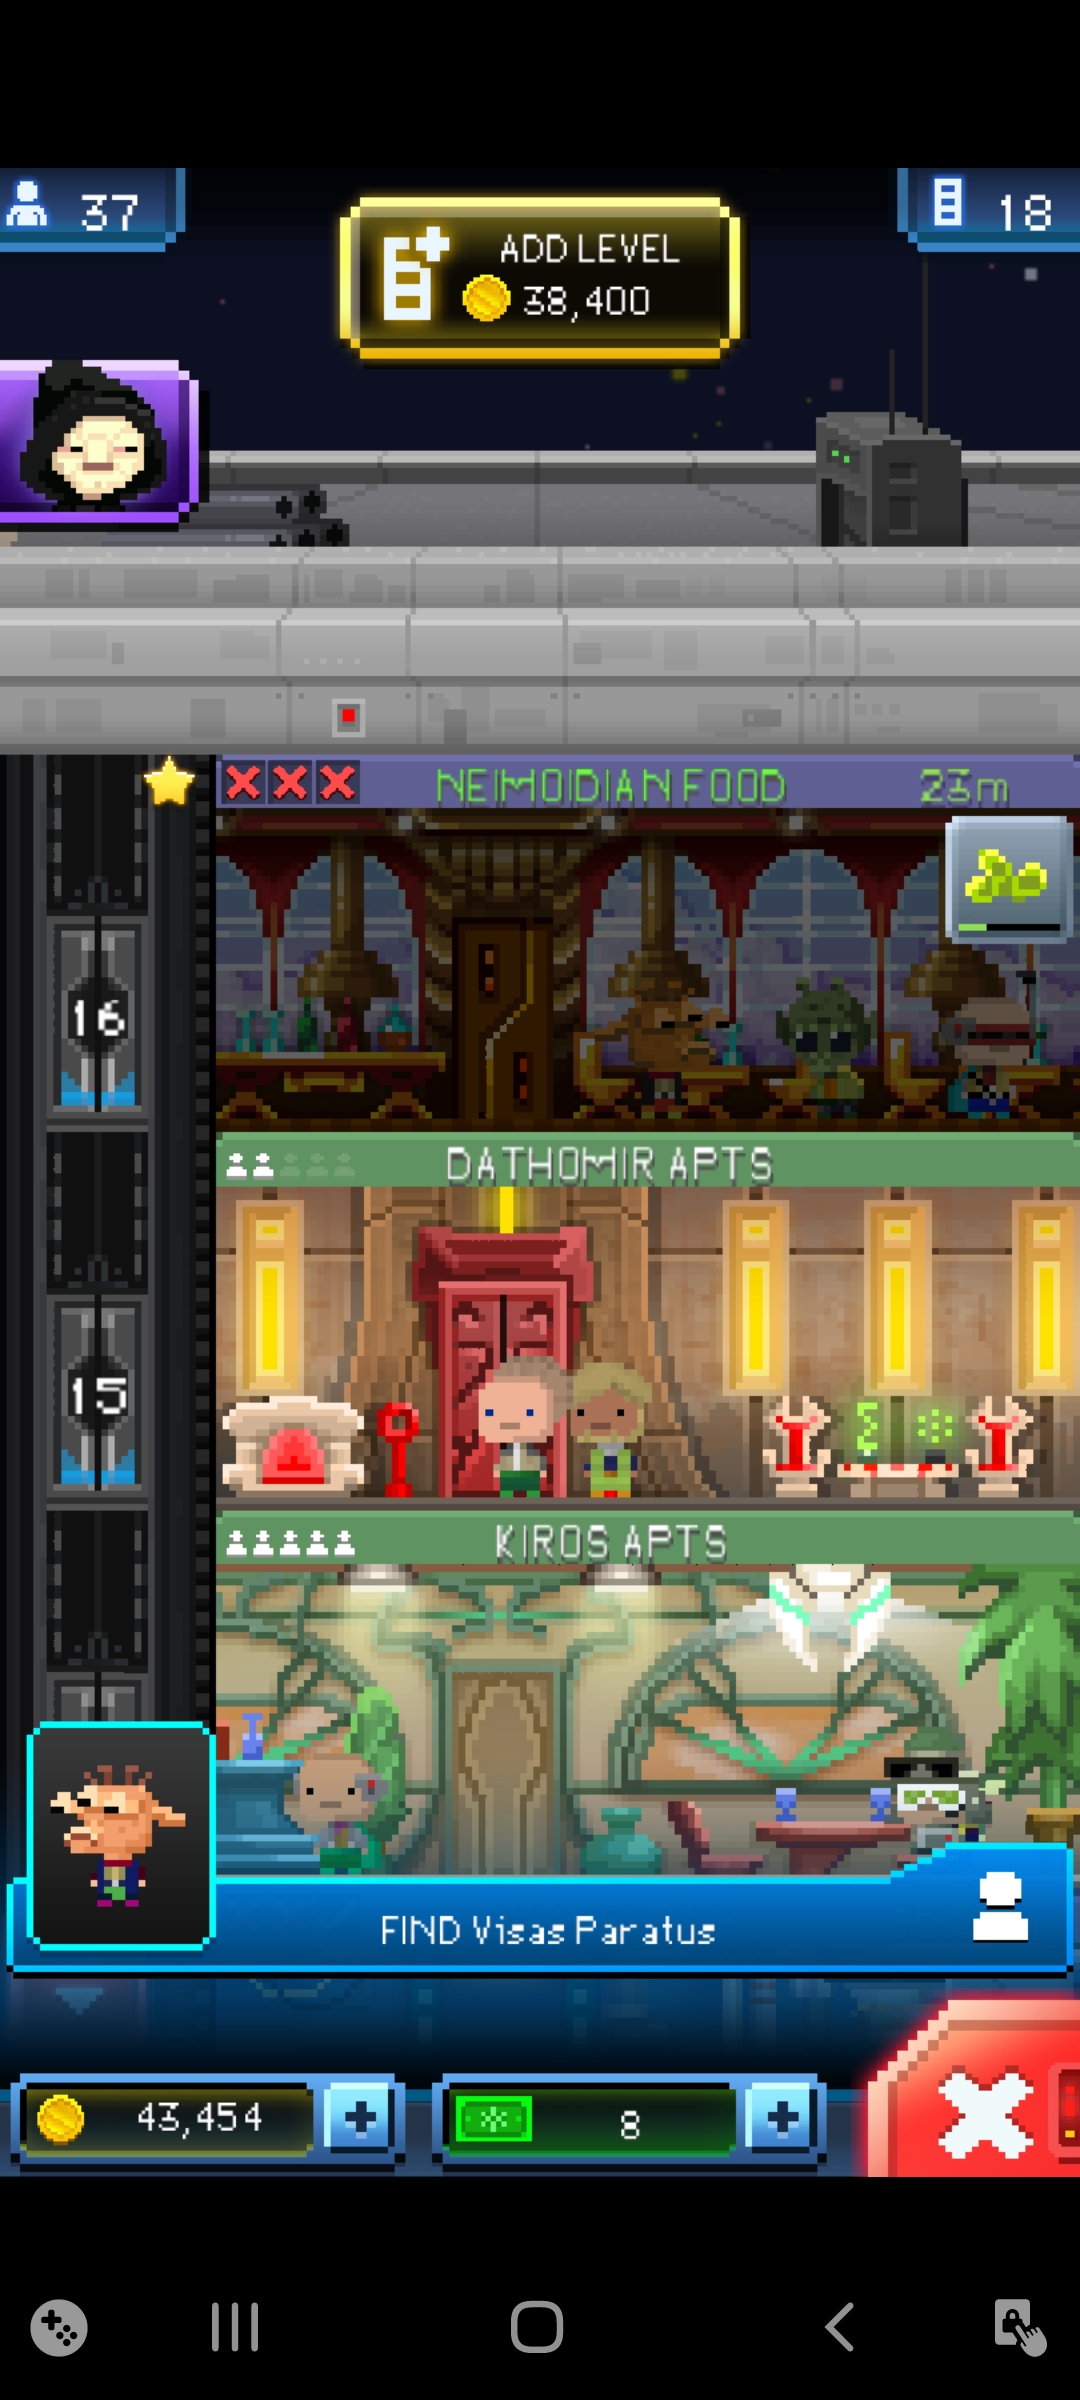 37
ADD LEVEL
38,400
18
NEIMOIDIAN FOOD
23m
16
DATHOMIR APTS
15
KIROS APTS
FIND Visas Paratus
43,454
8